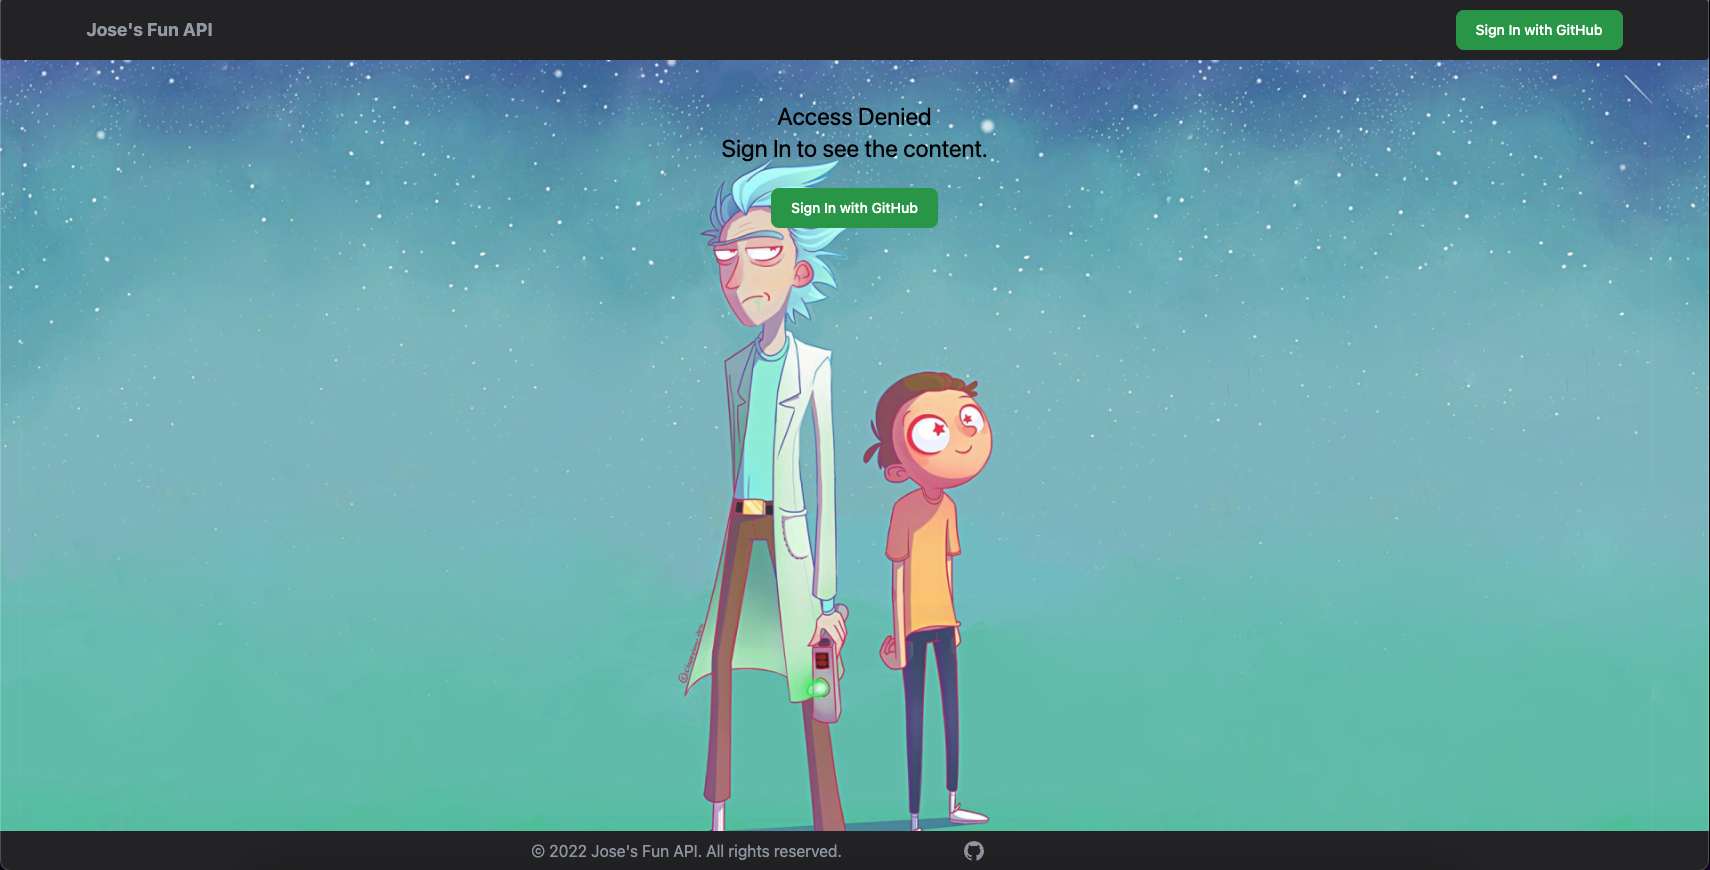 Jose's Fun API
Sign In with GitHub
Access Denied
Sign In to see the content.
Sign In with GitHub
© 2022 Jose's Fun API. All rights reserved.